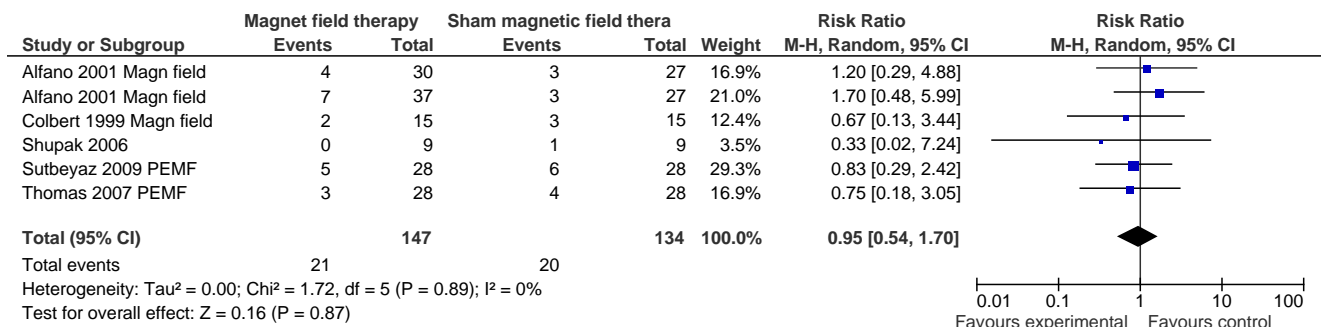 Magnet field therapy Sham magnetic field thera Risk Ratio Risk Ratio
Study or Subgroup Events Total Events Total Weight M-H, Random, 95% CI M-H, Random, 95% CI
Alfano 2001 Magn field 4 30 3 27 16.9% 1.20 [0.29, 4.88]
Alfano 2001 Magn field 7 37 3 27 21.0% 1.70 [0.48, 5.99]
Colbert 1999 Magn field 2 15 3 15 12.4% 0.67 [0.13, 3.44]
Shupak 2006 0 9 1 9 3.5% 0.33 [0.02, 7.24]
Sutbeyaz 2009 PEMF 5 28 6 28 29.3% 0.83 [0.29, 2.42]
Thomas 2007 PEMF 3 28 4 28 16.9% 0.75 [0.18, 3.05]
Total (95% CI) 147 134 100.0% 0.95 [0.54, 1.70]
Total events 21 20
Heterogeneity: Tau² = 0.00; Chi² = 1.72, df = 5 (P = 0.89); I² = 0%
Test for overall effect: Z = 0.16 (P = 0.87)
0.01 0.1 1 10 100
Favours experimental Favours control